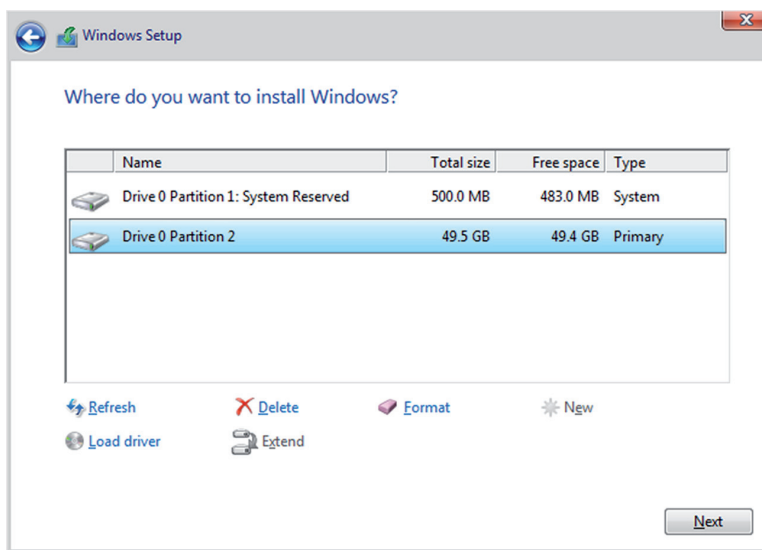 Windows Setup
Where do you want to install Windows?
Name Total size Free space Type
Drive 0 Partition 1: System Reserved 500.0 MB 483.0 MB System
Drive 0 Partition 2 49.5 GB 49.4 GB Primary
Refresh Delete Format New
Load driver Extend
Next